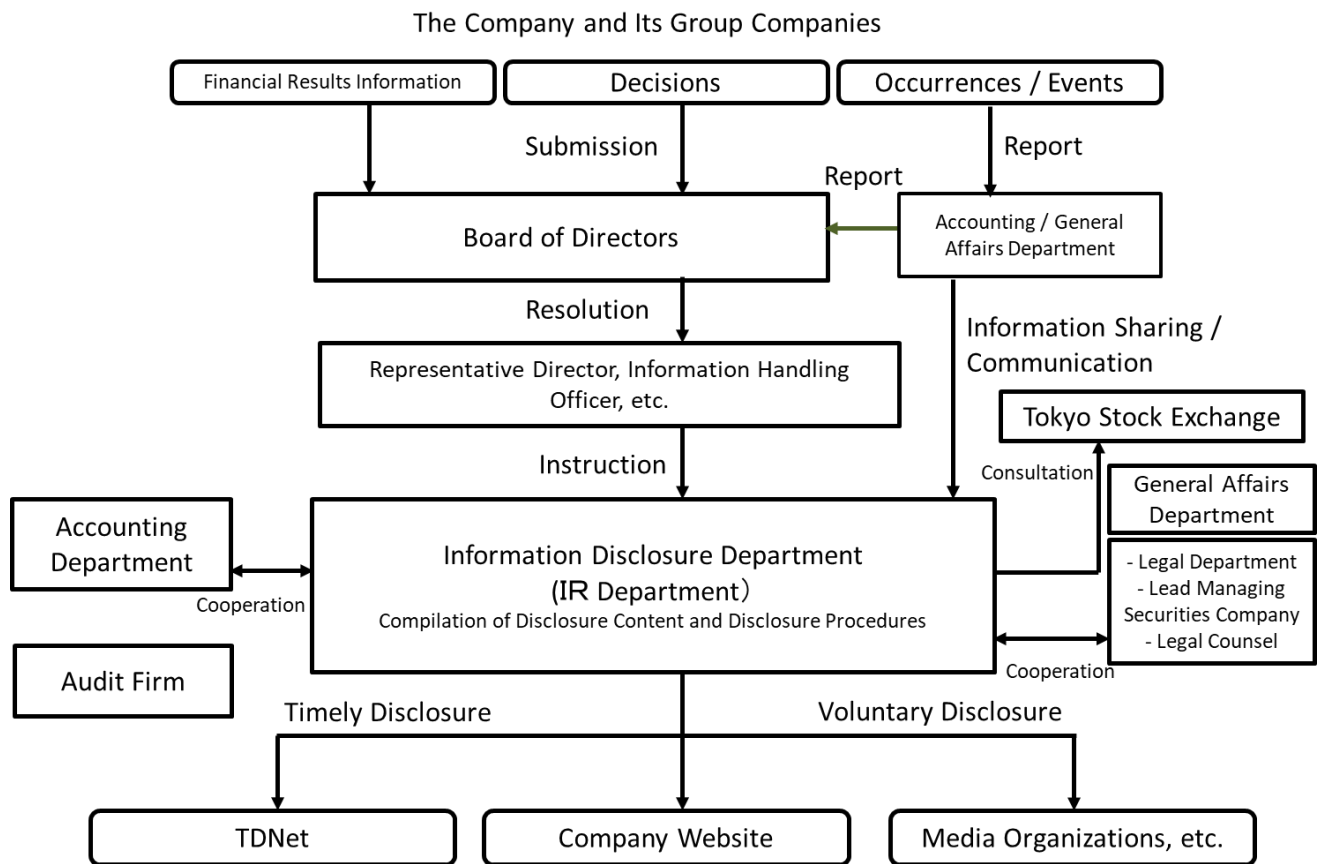 The Company and Its Group Companies
Financial Results Information
Decisions
Occurrences / Events
Submission
Report
Report
Board of Directors
Accounting / General
Affairs Department
Resolution
Information Sharing /
Communication
Representative Director, Information Handling
Officer, etc.
Tokyo Stock Exchange
Instruction
Consultation
General Affairs
Department
Accounting
Department
Information Disclosure Department
(IR Department）
Compilation of Disclosure Content and Disclosure Procedures
- Legal Department
- Lead Managing
Securities Company
- Legal Counsel
Cooperation
Cooperation
Audit Firm
Timely Disclosure
Voluntary Disclosure
TDNet
Company Website
Media Organizations, etc.